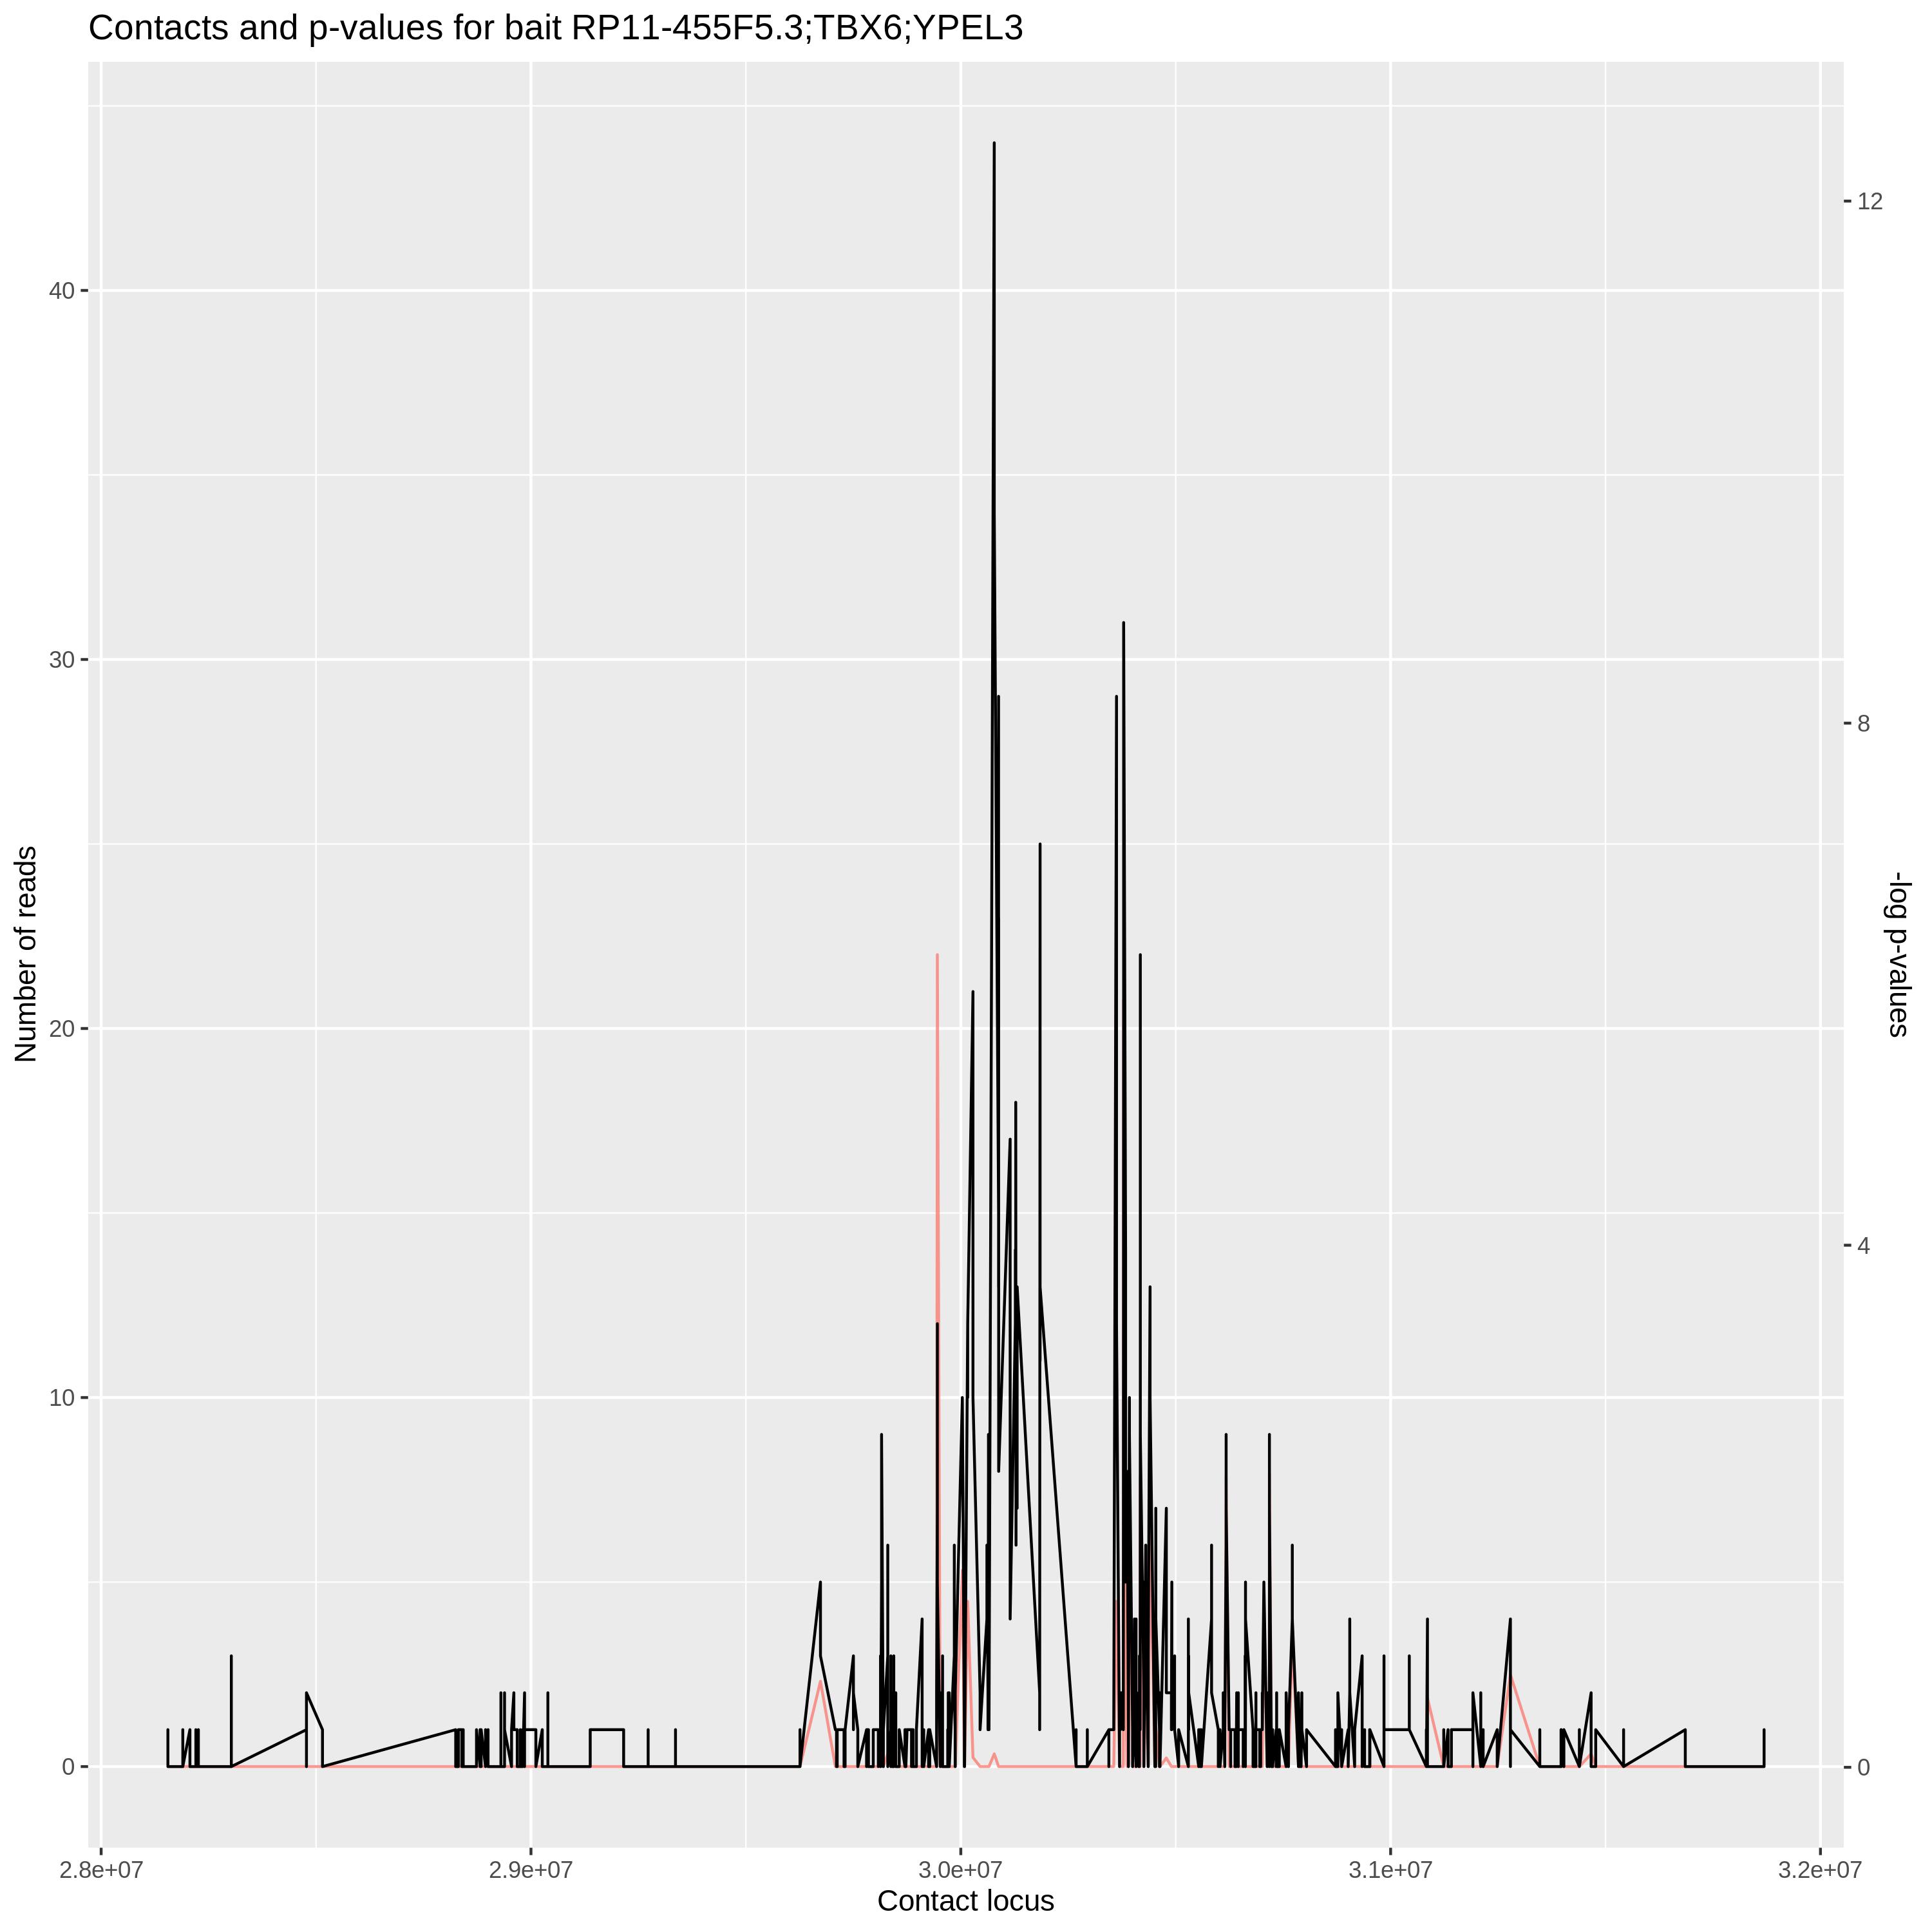 Contacts and p-values for bait RP11-455F5.3;TBX6;YPEL3
Number of reads
40
30
20
10
0
12
8
4
0
-log p-values
2.8e+07
2.9e+07
3.0e+07
3.1e+07
3.2e+07
Contact locus